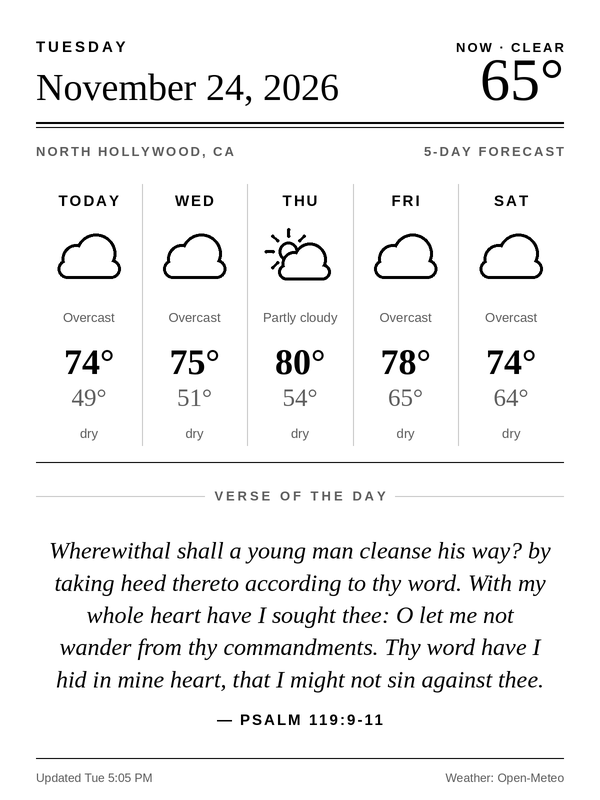 TUESDAY
NOW · CLEAR
November 24, 2026
65°
NORTH HOLLYWOOD, CA
5-DAY FORECAST
TODAY WED THU FRI SAT
Overcast Overcast Partly cloudy Overcast Overcast
74° 75° 80° 78° 74°
49° 51° 54° 65° 64°
dry dry dry dry dry
VERSE OF THE DAY
Wherewithal shall a young man cleanse his way? by
taking heed thereto according to thy word. With my
whole heart have I sought thee: O let me not
wander from thy commandments. Thy word have I
hid in mine heart, that I might not sin against thee.
— PSALM 119:9-11
Updated Tue 5:05 PM
Weather: Open-Meteo